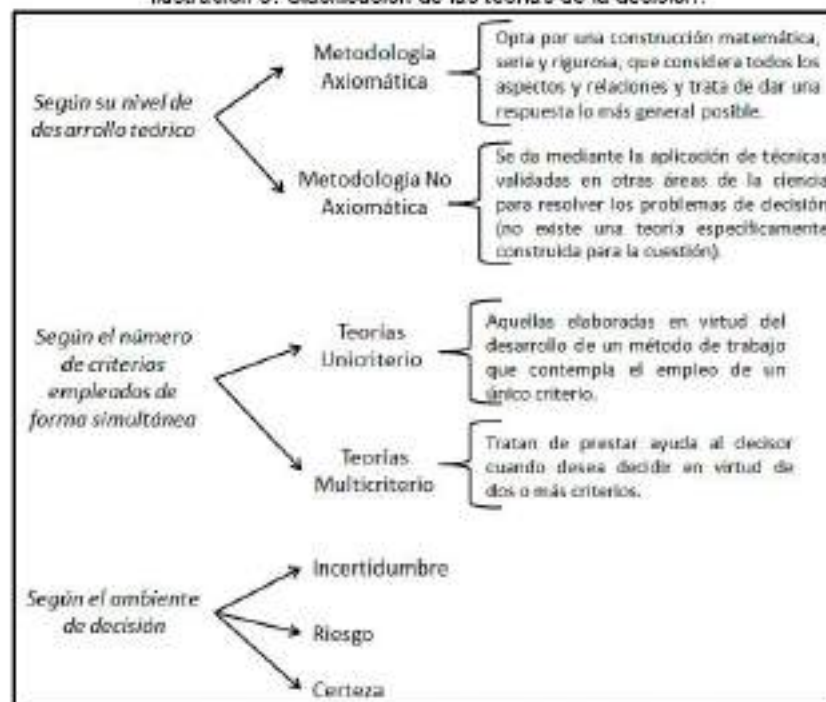 Ilustración 3. Clasificación de las teorías de la decisión.
Según su nivel de
desarrollo teórico
Metodología
Axiomática
Opta por una construcción matemática,
seria y rigurosa, que considera todos los
aspectos y relaciones y trata de dar una
respuesta lo más general posible.
Metodología No
Axiomática
Se da mediante la aplicación de técnicas
validadas en otras áreas de la ciencia
para resolver los problemas de decisión
(no existe una teoría específicamente
construida para la cuestión).
Según el número
de criterios
empleados de
forma simultánea
Teorías
Unicriterio
Aquellas elaboradas en virtud del
desarrollo de un método de trabajo
que contempla el empleo de un
único criterio.
Teorías
Multicriterio
Tratan de prestar ayuda al decisor
cuando desea decidir en virtud de
dos o más criterios.
Según el ambiente
de decisión
Incertidumbre
Riesgo
Certeza